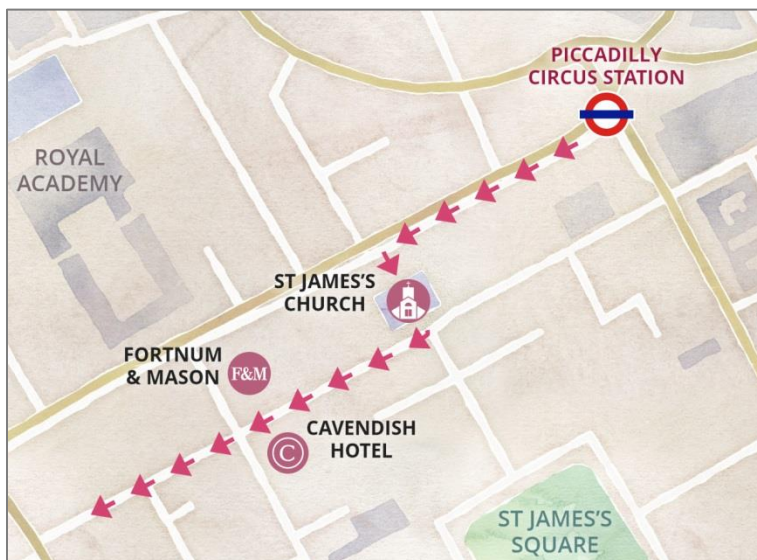 PICCADILLY
CIRCUS STATION
ROYAL
ACADEMY
ST JAMES'S
CHURCH
FORTNUM
& MASON
F&M
CAVENDISH
HOTEL
C
ST JAMES'S
SQUARE